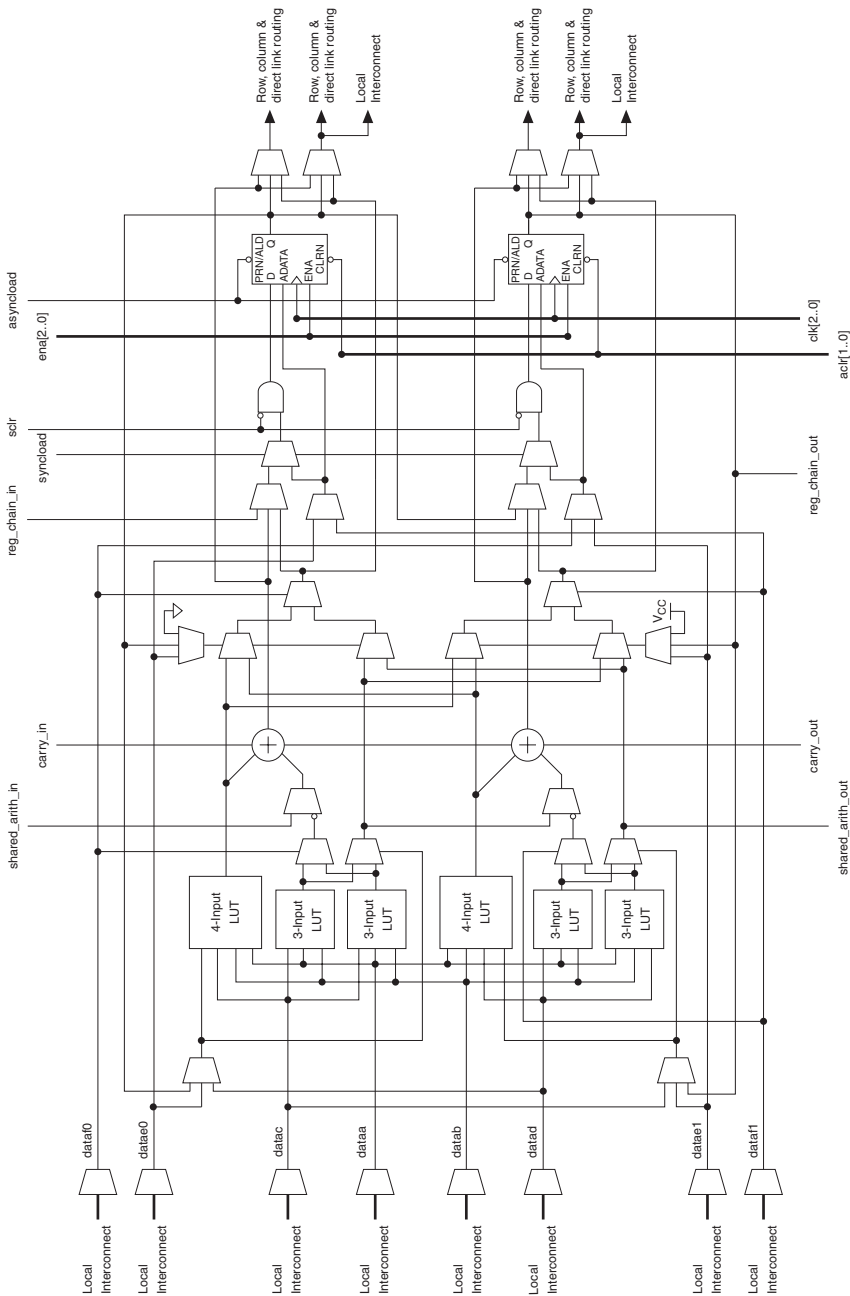 Row, column &
direct link routing
Row, column &
direct link routing
Local
Interconnect
Row, column &
direct link routing
Row, column &
direct link routing
Local
Interconnect
PRN/ALD
D Q
ADATA
ENA
CLRN
PRN/ALD
D Q
ADATA
ENA
CLRN
asyncload
ena[2..0]
sclr
syncload
reg_chain_in
carry_in
shared_arith_in
clk[2..0]
aclr[1..0]
reg_chain_out
carry_out
shared_arith_out
VCC
+
+
4-Input
LUT
3-Input
LUT
3-Input
LUT
4-Input
LUT
3-Input
LUT
3-Input
LUT
dataf0
datae0
datac
dataa
datab
datad
datae1
dataf1
Local
Interconnect
Local
Interconnect
Local
Interconnect
Local
Interconnect
Local
Interconnect
Local
Interconnect
Local
Interconnect
Local
Interconnect